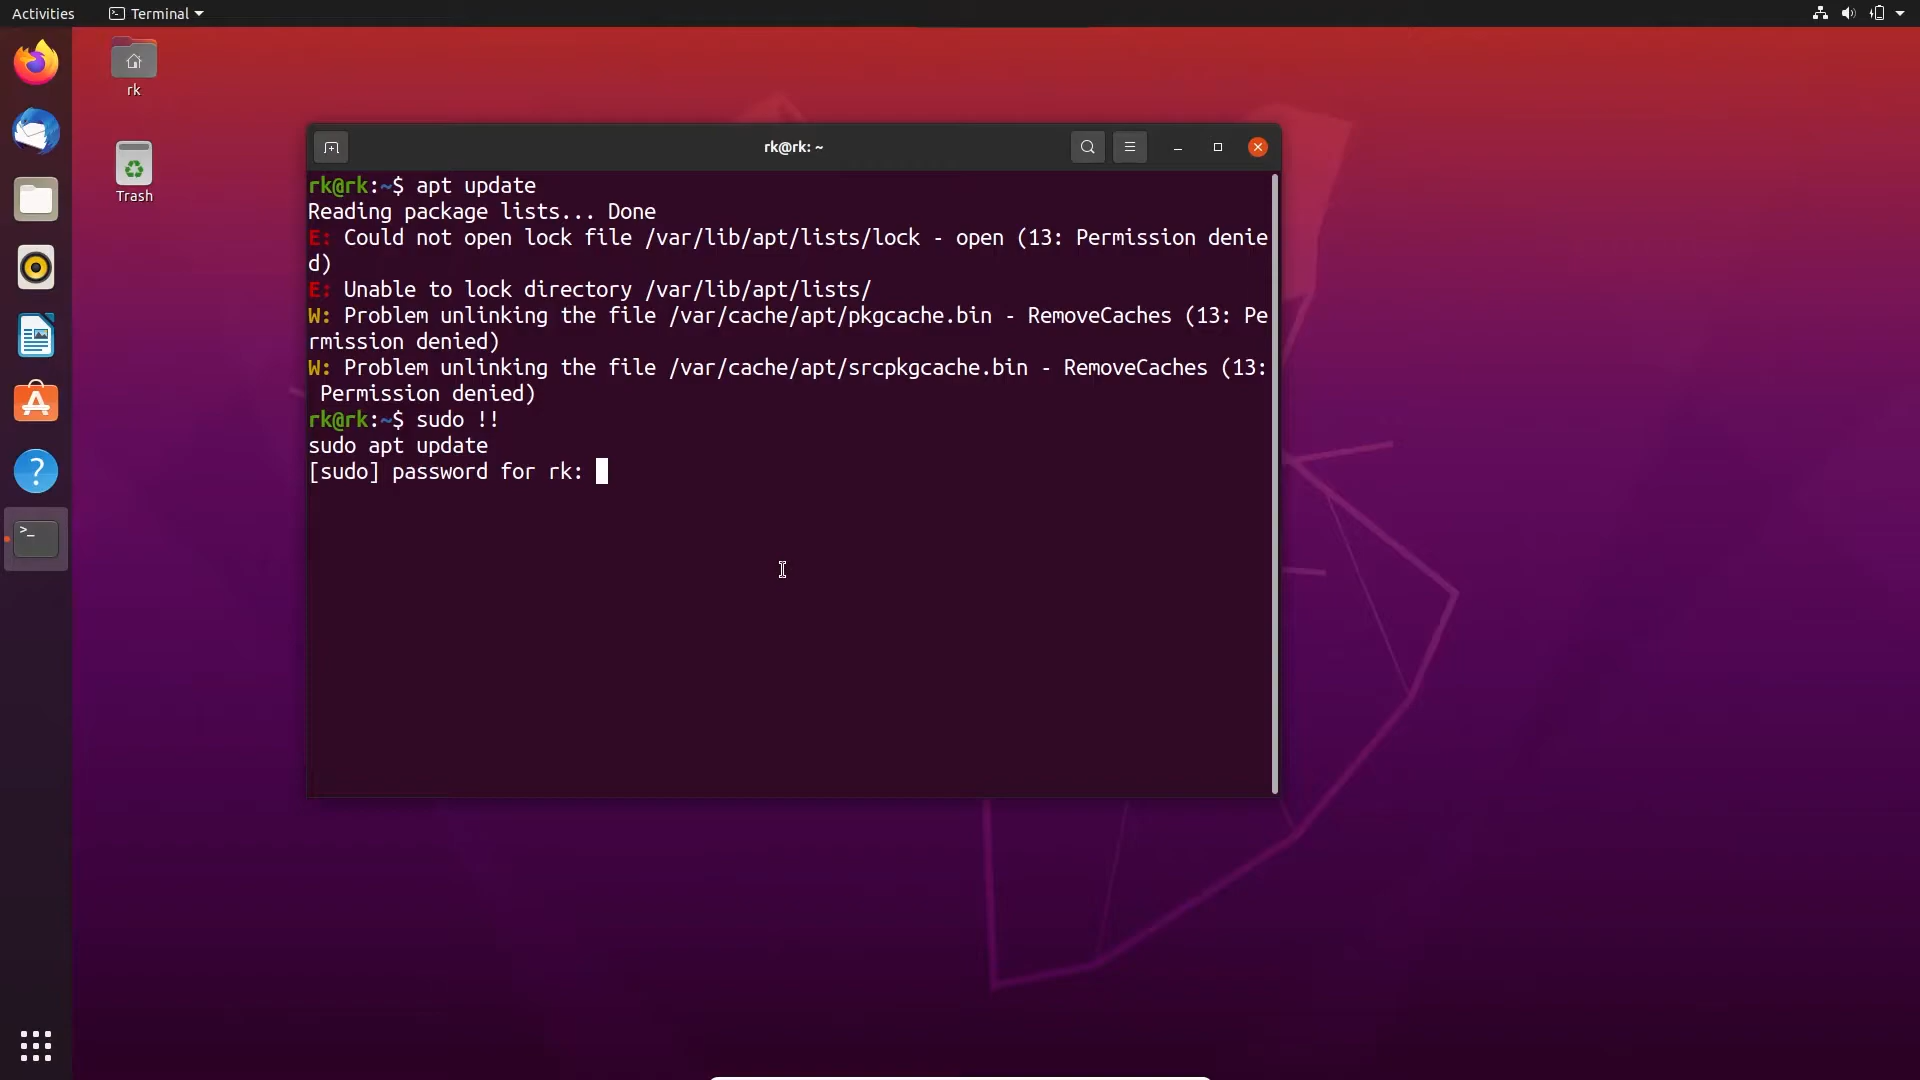 Activities
Terminal
rk
Trash
rk@rk: ~
rk@rk:~$ apt update
Reading package lists... Done
E: Could not open lock file /var/lib/apt/lists/lock - open (13: Permission denie
d)
E: Unable to lock directory /var/lib/apt/lists/
W: Problem unlinking the file /var/cache/apt/pkgcache.bin - RemoveCaches (13: Pe
rmission denied)
W: Problem unlinking the file /var/cache/apt/srcpkgcache.bin - RemoveCaches (13:
 Permission denied)
rk@rk:~$ sudo !!
sudo apt update
[sudo] password for rk: